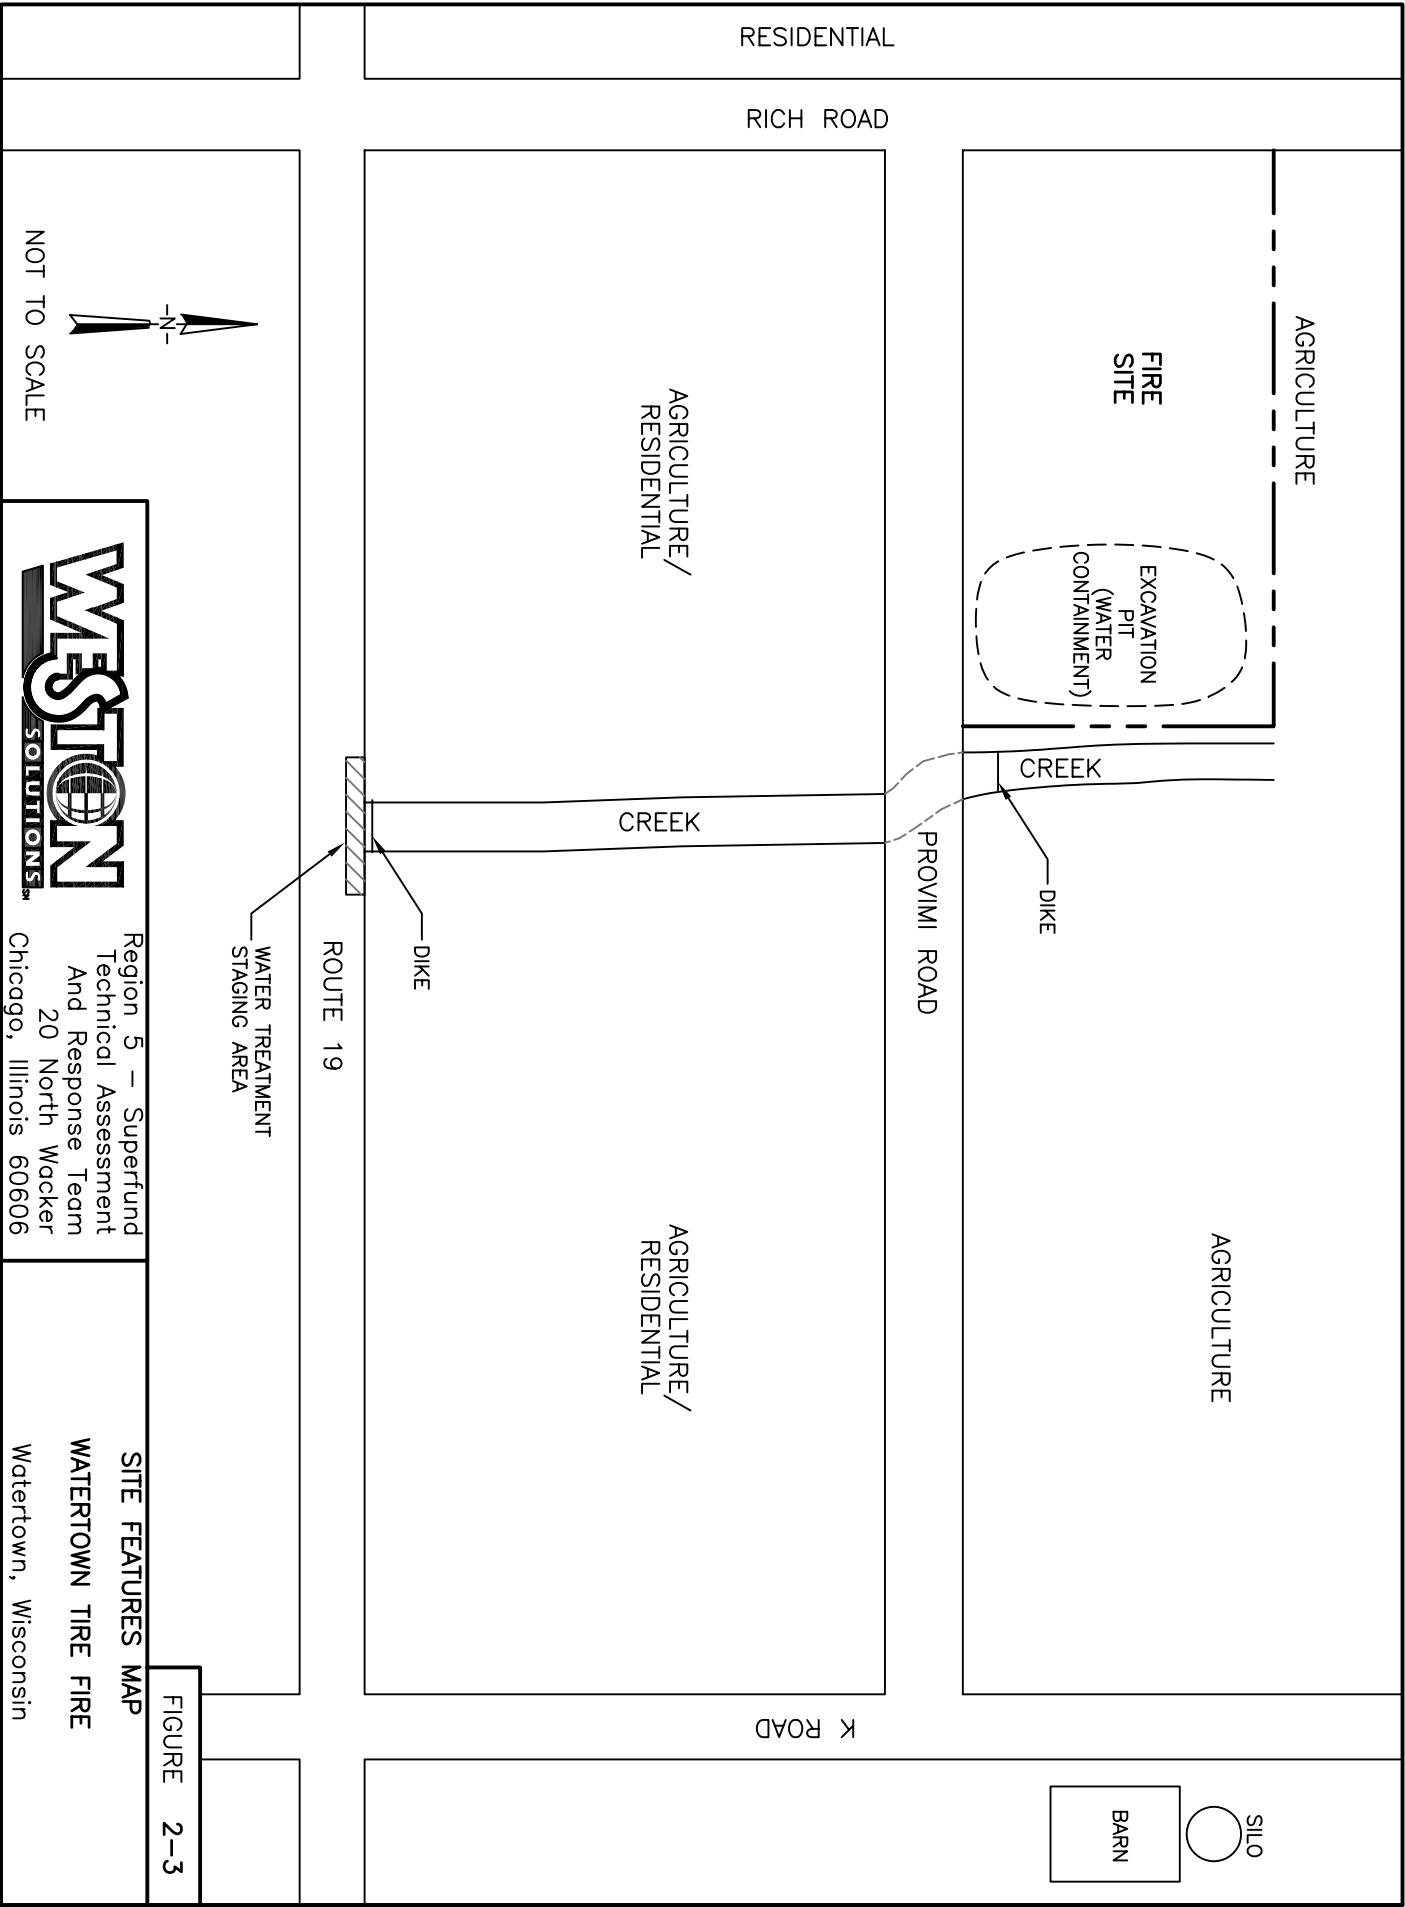 RESIDENTIAL
RICH ROAD
AGRICULTURE
FIRE
SITE
EXCAVATION
PIT
(WATER
CONTAINMENT)
CREEK
DIKE
AGRICULTURE
SILO
BARN
PROVIMI ROAD
K ROAD
AGRICULTURE/
RESIDENTIAL
CREEK
AGRICULTURE/
RESIDENTIAL
DIKE
ROUTE 19
WATER TREATMENT
STAGING AREA
-N-
NOT TO SCALE
WESTON
SOLUTIONS SM
Region 5 – Superfund
Technical Assessment
And Response Team
20 North Wacker
Chicago, Illinois 60606
FIGURE 2–3
SITE FEATURES MAP
WATERTOWN TIRE FIRE
Watertown, Wisconsin